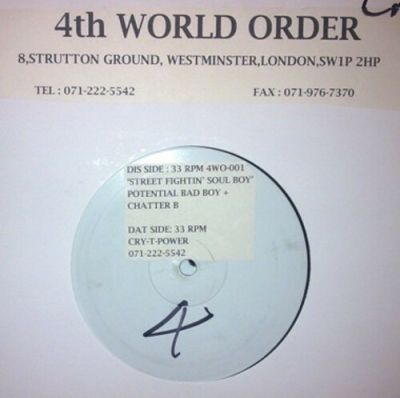 4th WORLD ORDER
8,STRUTTON GROUND, WESTMINSTER,LONDON,SW1P 2HP
TEL : 071-222-5542 FAX : 071-976-7370
DIS SIDE : 33 RPM 4WO-001
"STREET FIGHTIN' SOUL BOY"
POTENTIAL BAD BOY +
CHATTER B
DAT SIDE: 33 RPM
CRY-T-POWER
071-222-5542
4